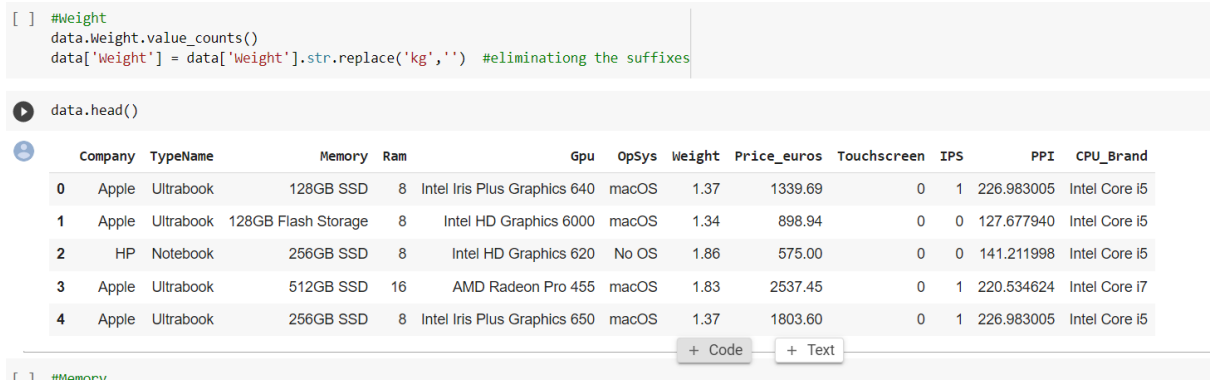 [ ] #Weight
data.Weight.value_counts()
data['Weight'] = data['Weight'].str.replace('kg','') #eliminationg the suffixes
data.head()
Company TypeName Memory Ram Gpu OpSys Weight Price_euros Touchscreen IPS PPI CPU_Brand
0 Apple Ultrabook 128GB SSD 8 Intel Iris Plus Graphics 640 macOS 1.37 1339.69 0 1 226.983005 Intel Core i5
1 Apple Ultrabook 128GB Flash Storage 8 Intel HD Graphics 6000 macOS 1.34 898.94 0 0 127.677940 Intel Core i5
2 HP Notebook 256GB SSD 8 Intel HD Graphics 620 No OS 1.86 575.00 0 0 141.211998 Intel Core i5
3 Apple Ultrabook 512GB SSD 16 AMD Radeon Pro 455 macOS 1.83 2537.45 0 1 220.534624 Intel Core i7
4 Apple Ultrabook 256GB SSD 8 Intel Iris Plus Graphics 650 macOS 1.37 1803.60 0 1 226.983005 Intel Core i5
+ Code + Text
[ ] #Memory